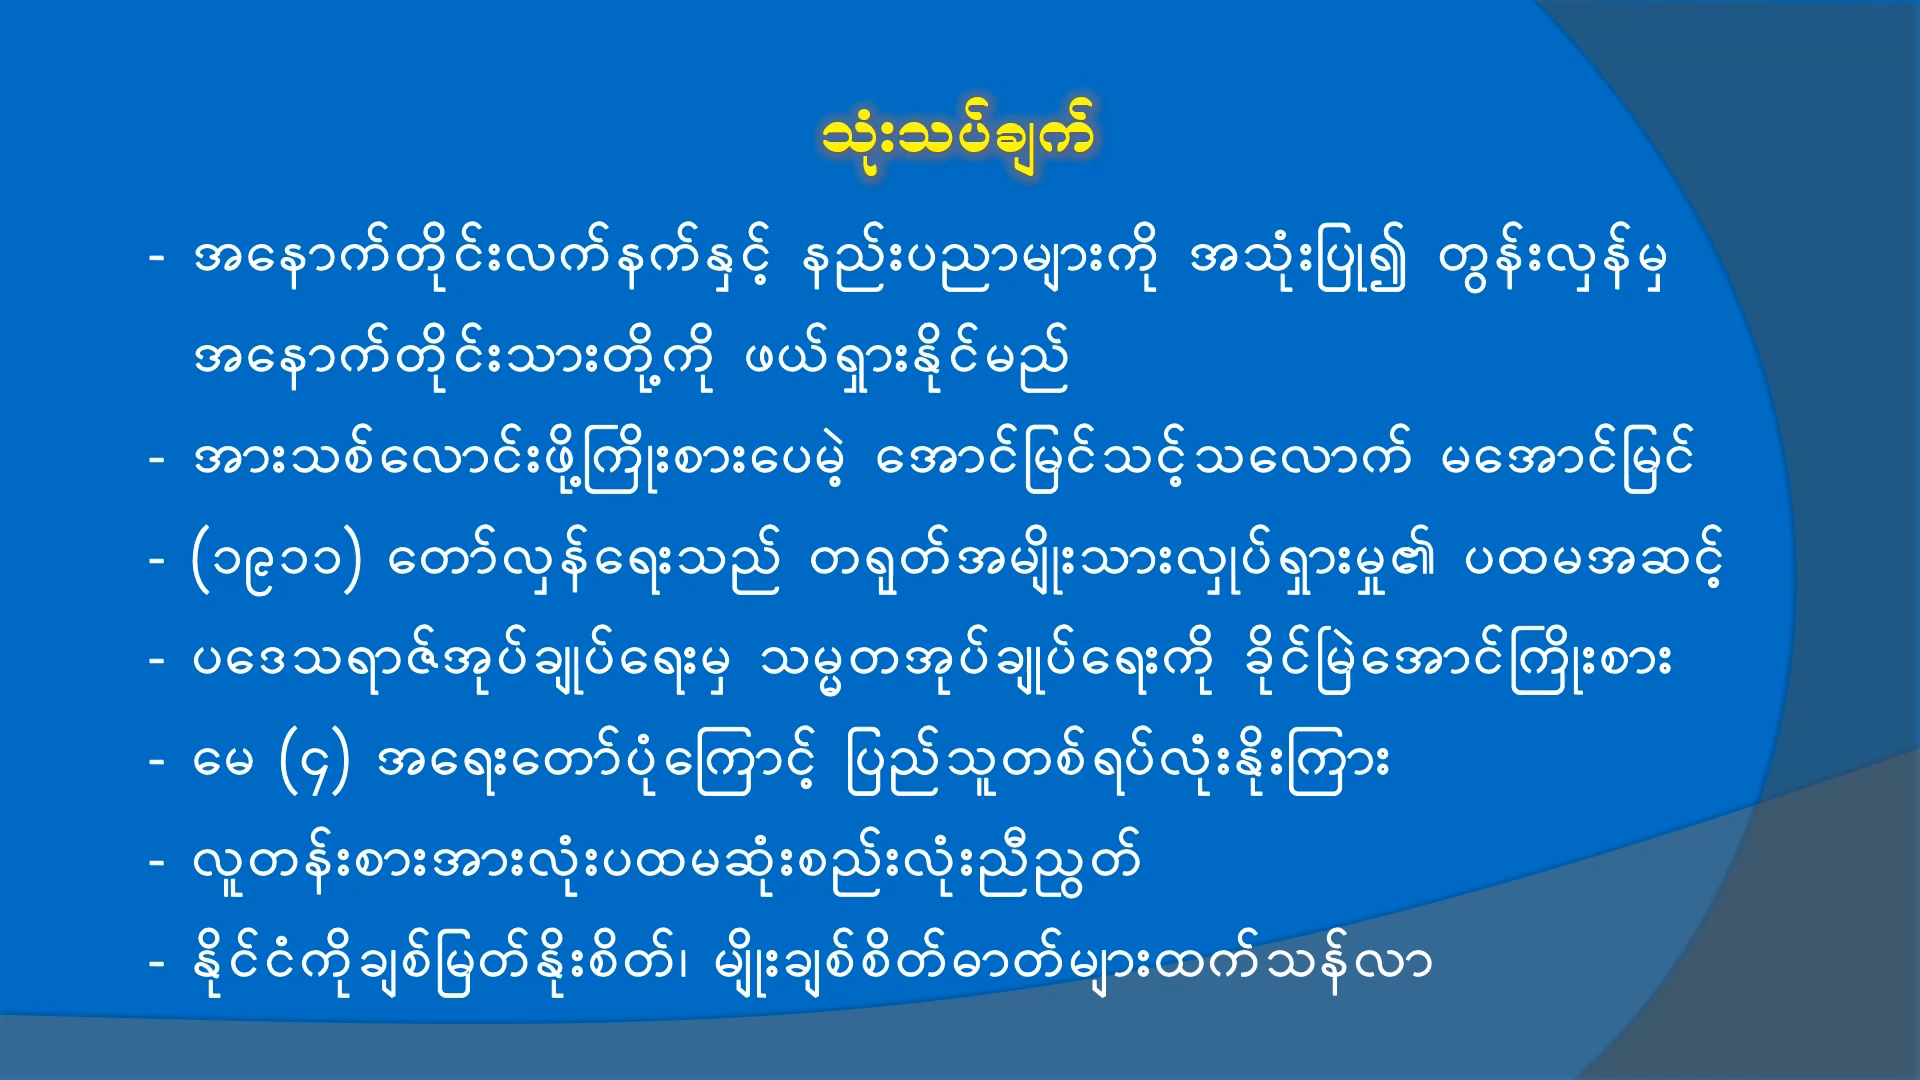 သုံးသပ်ချက်
- အနောက်တိုင်းလက်နက်နှင့် နည်းပညာများကို အသုံးပြု၍ တွန်းလှန်မှ
အနောက်တိုင်းသားတို့ကို ဖယ်ရှားနိုင်မည်
- အားသစ်လောင်းဖို့ကြိုးစားပေမဲ့ အောင်မြင်သင့်သလောက် မအောင်မြင်
- (၁၉၁၁) တော်လှန်ရေးသည် တရုတ်အမျိုးသားလှုပ်ရှားမှု၏ ပထမအဆင့်
- ပဒေသရာဇ်အုပ်ချုပ်ရေးမှ သမ္မတအုပ်ချုပ်ရေးကို ခိုင်မြဲအောင်ကြိုးစား
- မေ (၄) အရေးတော်ပုံကြောင့် ပြည်သူတစ်ရပ်လုံးနိုးကြား
- လူတန်းစားအားလုံးပထမဆုံးစည်းလုံးညီညွတ်
- နိုင်ငံကိုချစ်မြတ်နိုးစိတ်၊ မျိုးချစ်စိတ်ဓာတ်များထက်သန်လာ